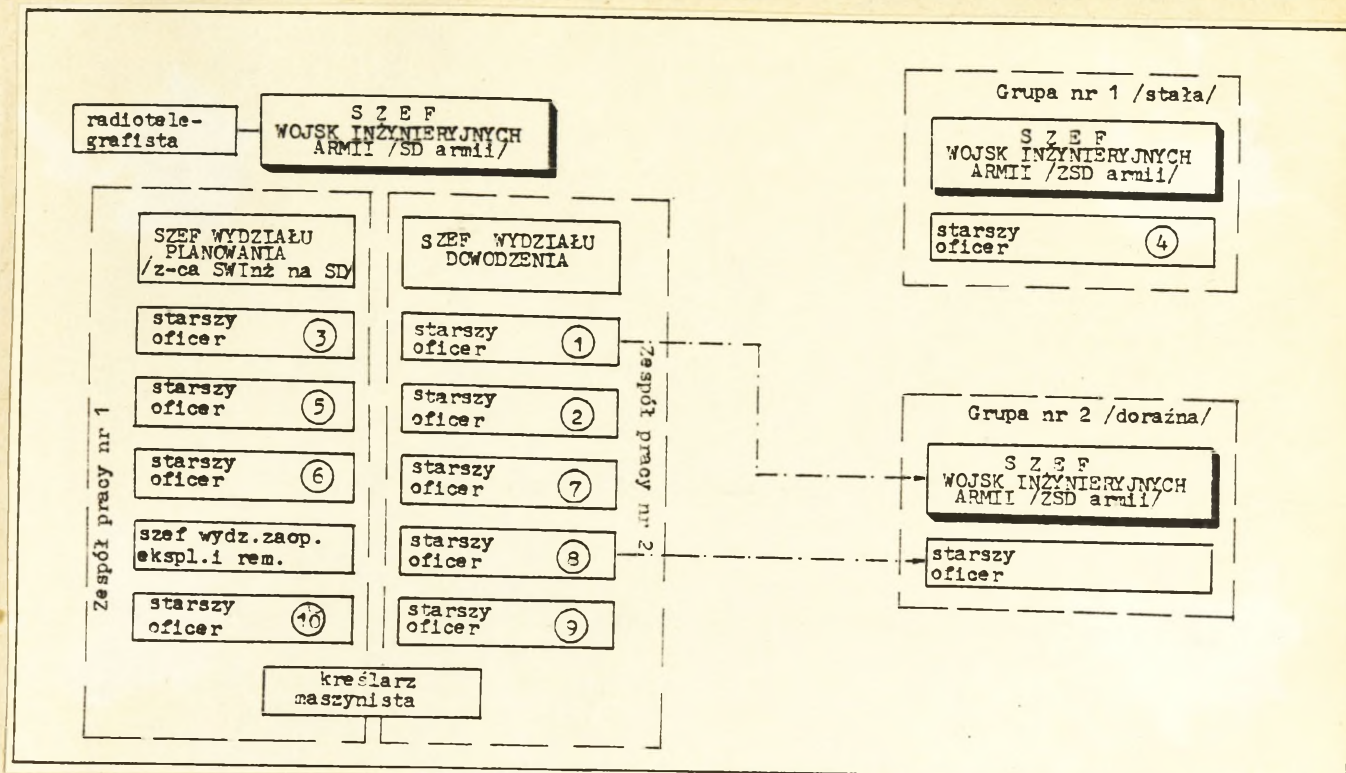 radiotele-
grafista
S Z E F
WOJSK INŻYNIERYJNYCH
ARMII /SD armii/
Zespół pracy nr 1
SZEF WYDZIAŁU
PLANOWANIA
/z-ca SWInż na SD/
starszy
oficer 3
starszy
oficer 5
starszy
oficer 6
szef wydz.zaop.
ekspl.i rem.
starszy
oficer 10
SZEF WYDZIAŁU
DOWODZENIA
starszy
oficer 1
starszy
oficer 2
starszy
oficer 7
starszy
oficer 8
starszy
oficer 9
Zespół pracy nr 2
kreślarz
maszynista
Grupa nr 1 /stała/
S Z E F
WOJSK INŻYNIERYJNYCH
ARMII /ZSD armii/
starszy
oficer 4
Grupa nr 2 /doraźna/
S Z E F
WOJSK INŻYNIERYJNYCH
ARMII /ZSD armii/
starszy
oficer